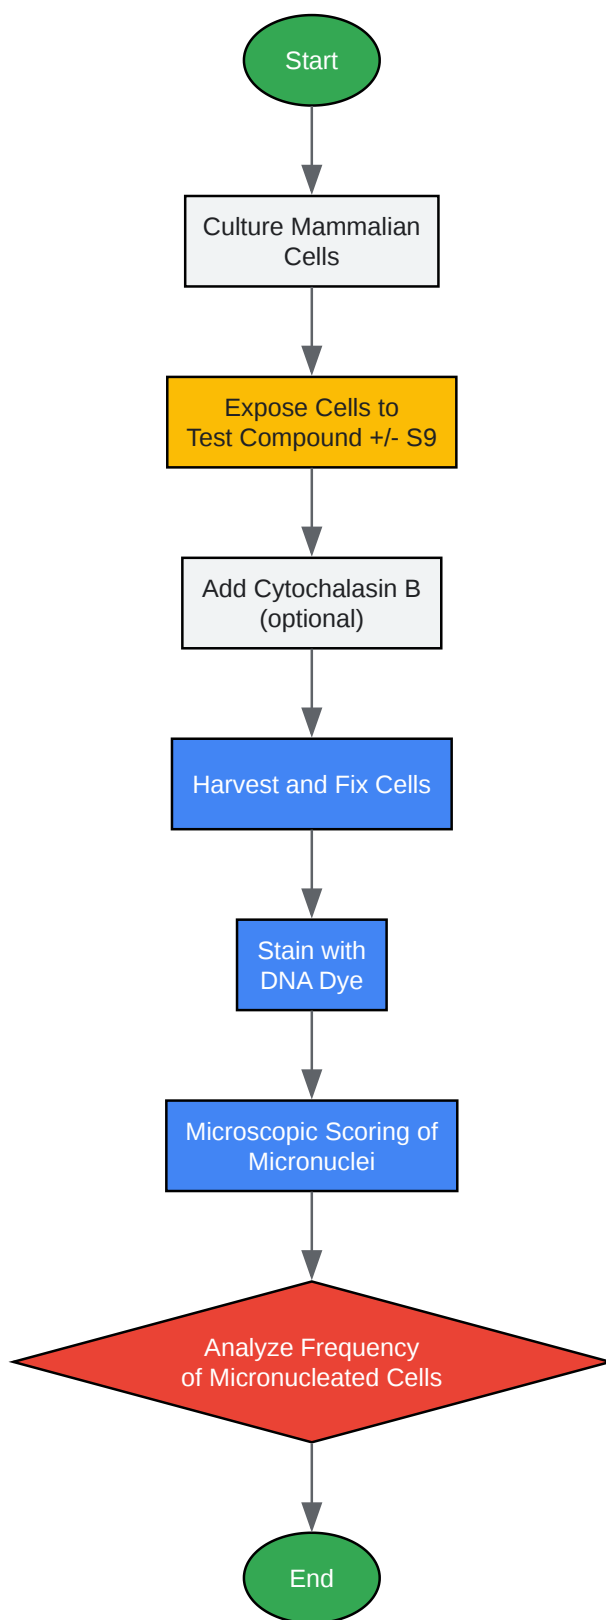 Start
Culture Mammalian
Cells
Expose Cells to
Test Compound +/- S9
Add Cytochalasin B
(optional)
Harvest and Fix Cells
Stain with
DNA Dye
Microscopic Scoring of
Micronuclei
Analyze Frequency
of Micronucleated Cells
End